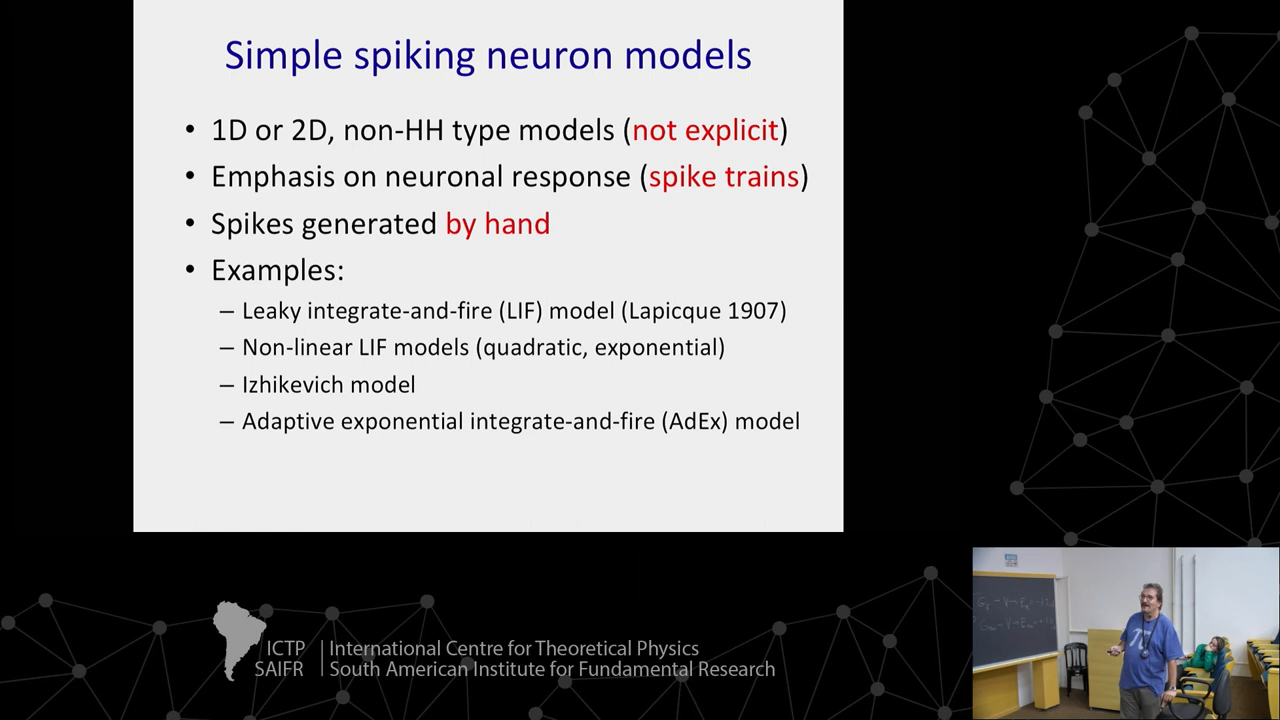 Simple spiking neuron models
• 1D or 2D, non-HH type models (not explicit)
• Emphasis on neuronal response (spike trains)
• Spikes generated by hand
• Examples:
– Leaky integrate-and-fire (LIF) model (Lapicque 1907)
– Non-linear LIF models (quadratic, exponential)
– Izhikevich model
– Adaptive exponential integrate-and-fire (AdEx) model
ICTP
SAIFR
International Centre for Theoretical Physics
South American Institute for Fundamental Research